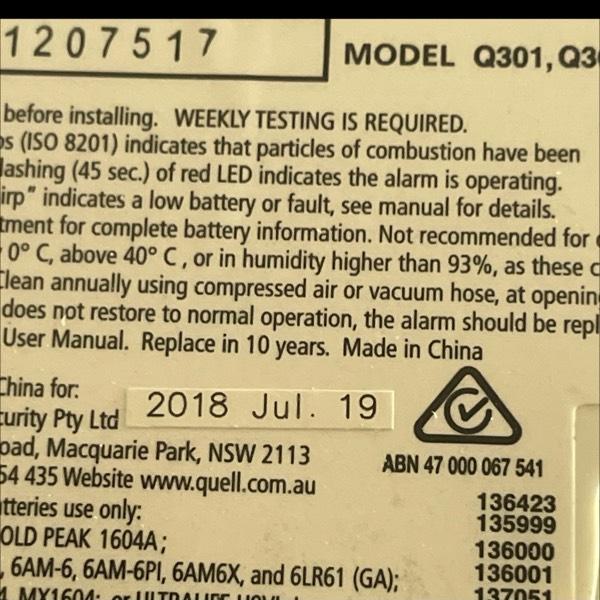 1207517
MODEL Q301, Q3
before installing. WEEKLY TESTING IS REQUIRED.
(ISO 8201) indicates that particles of combustion have been
lashing (45 sec.) of red LED indicates the alarm is operating.
irp" indicates a low battery or fault, see manual for details.
tment for complete battery information. Not recommended for
0° C, above 40° C , or in humidity higher than 93%, as these c
Clean annually using compressed air or vacuum hose, at openin
does not restore to normal operation, the alarm should be repl
User Manual. Replace in 10 years. Made in China
China for:
curity Pty Ltd
2018 Jul. 19
oad, Macquarie Park, NSW 2113
54 435 Website www.quell.com.au
ABN 47 000 067 541
tteries use only:
OLD PEAK 1604A;
, 6AM-6, 6AM-6PI, 6AM6X, and 6LR61 (GA);
MX1604; or ULTRALIFE
136423
135999
136000
136001
137051